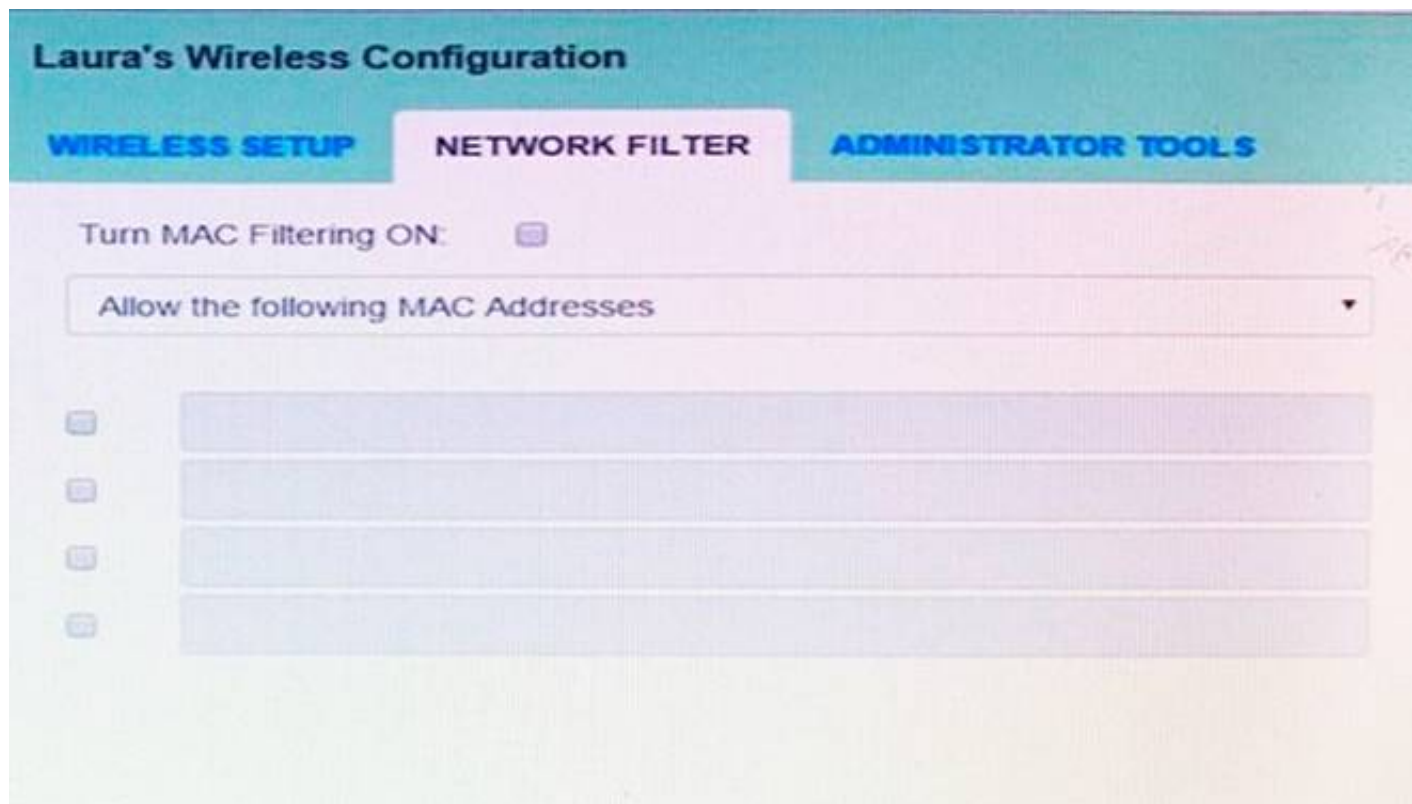 Laura's Wireless Configuration
WIRELESS SETUP NETWORK FILTER ADMINISTRATOR TOOLS
Turn MAC Filtering ON:
Allow the following MAC Addresses